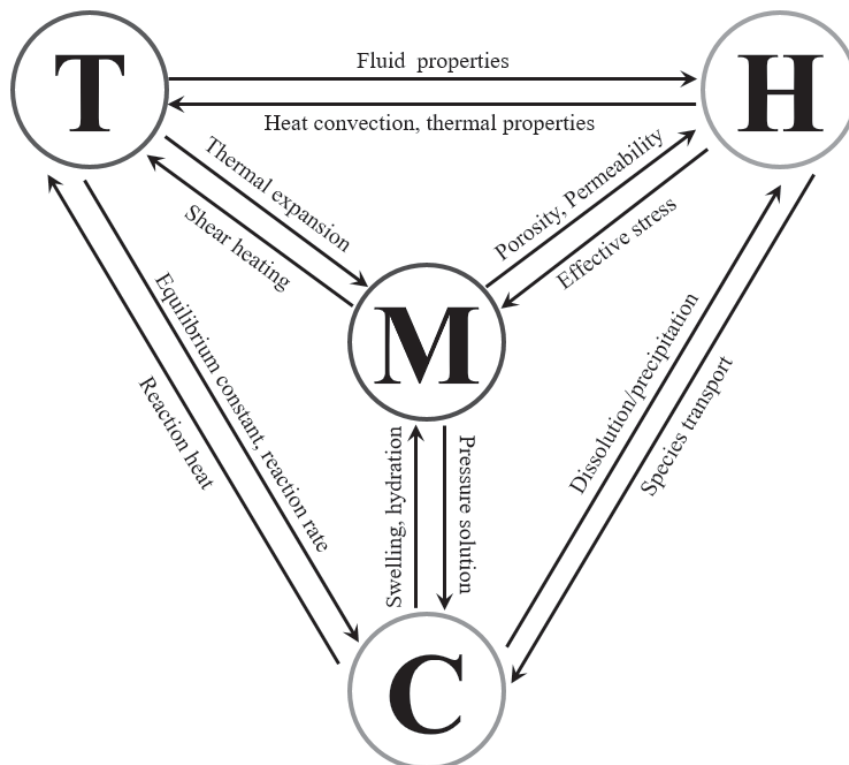 T
Fluid properties
H
Heat convection, thermal properties
Thermal expansion
Shear heating
Porosity, Permeability
Effective stress
M
Equilibrium constant, reaction rate
Reaction heat
Swelling, hydration
Pressure solution
Dissolution/precipitation
Species transport
C